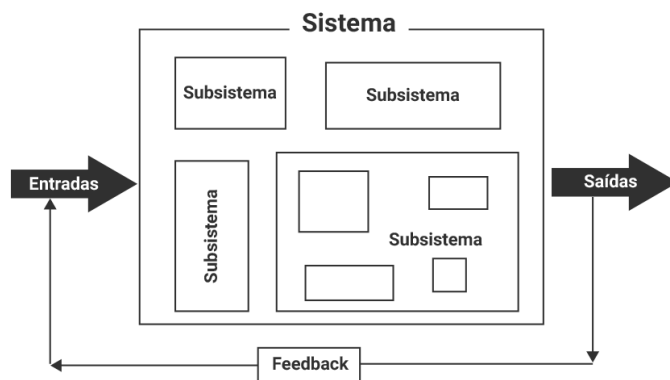 Sistema
Subsistema
Subsistema
Entradas
Subsistema
Subsistema
Saídas
Feedback